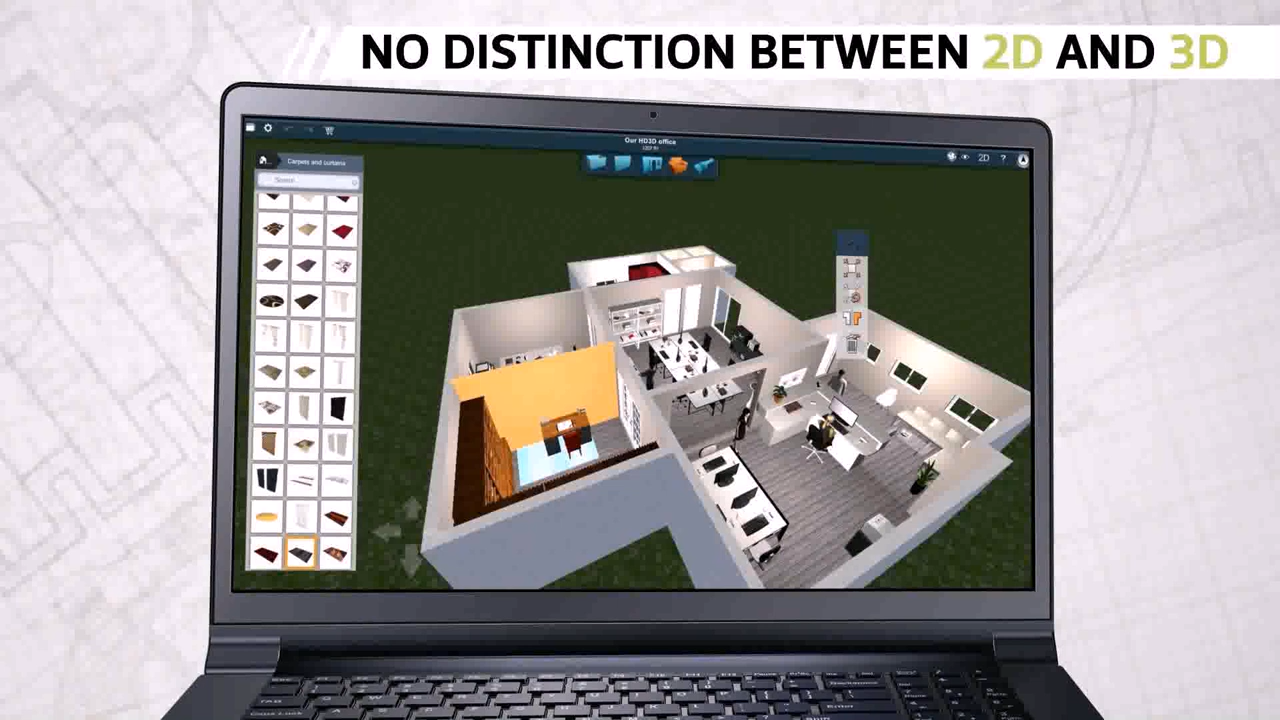 NO DISTINCTION BETWEEN 2D AND 3D
Our HD3D office
2D ?
Carpets and curtains
Search